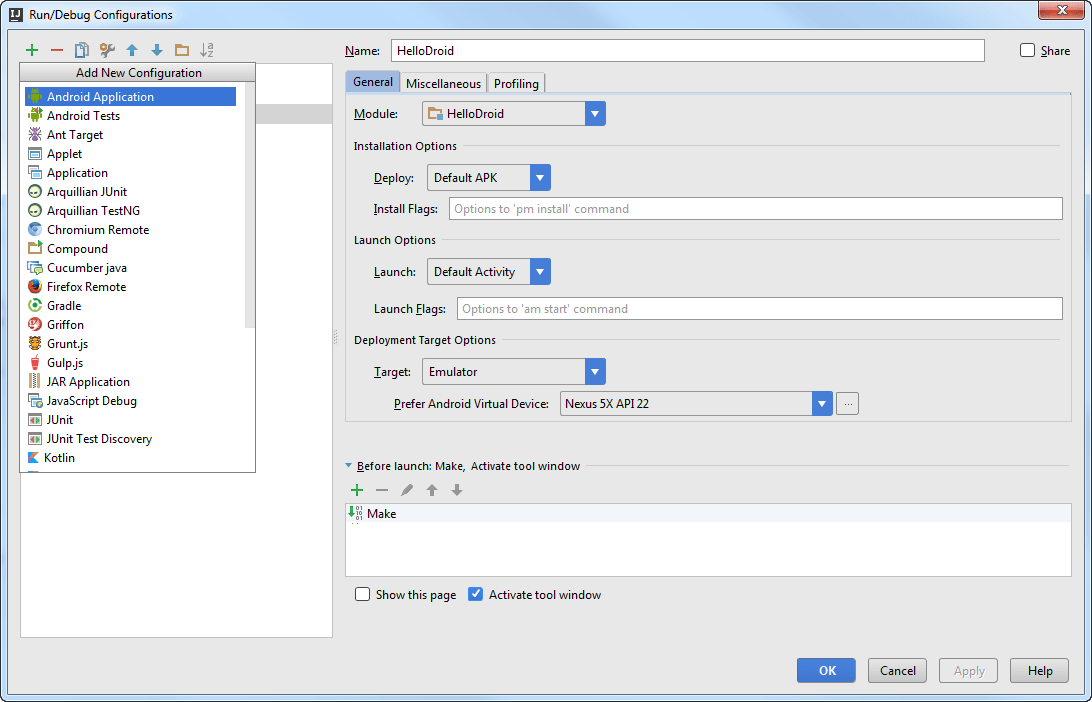 IJ Run/Debug Configurations
Add New Configuration
Android Application
Android Tests
Ant Target
Applet
Application
Arquillian JUnit
Arquillian TestNG
Chromium Remote
Compound
Cucumber java
Firefox Remote
Gradle
Griffon
Grunt.js
Gulp.js
JAR Application
JavaScript Debug
JUnit
JUnit Test Discovery
Kotlin
Name: HelloDroid Share
General Miscellaneous Profiling
Module: HelloDroid
Installation Options
Deploy: Default APK
Install Flags: Options to 'pm install' command
Launch Options
Launch: Default Activity
Launch Flags: Options to 'am start' command
Deployment Target Options
Target: Emulator
Prefer Android Virtual Device: Nexus 5X API 22 ...
Before launch: Make, Activate tool window
Make
Show this page Activate tool window
OK Cancel Apply Help